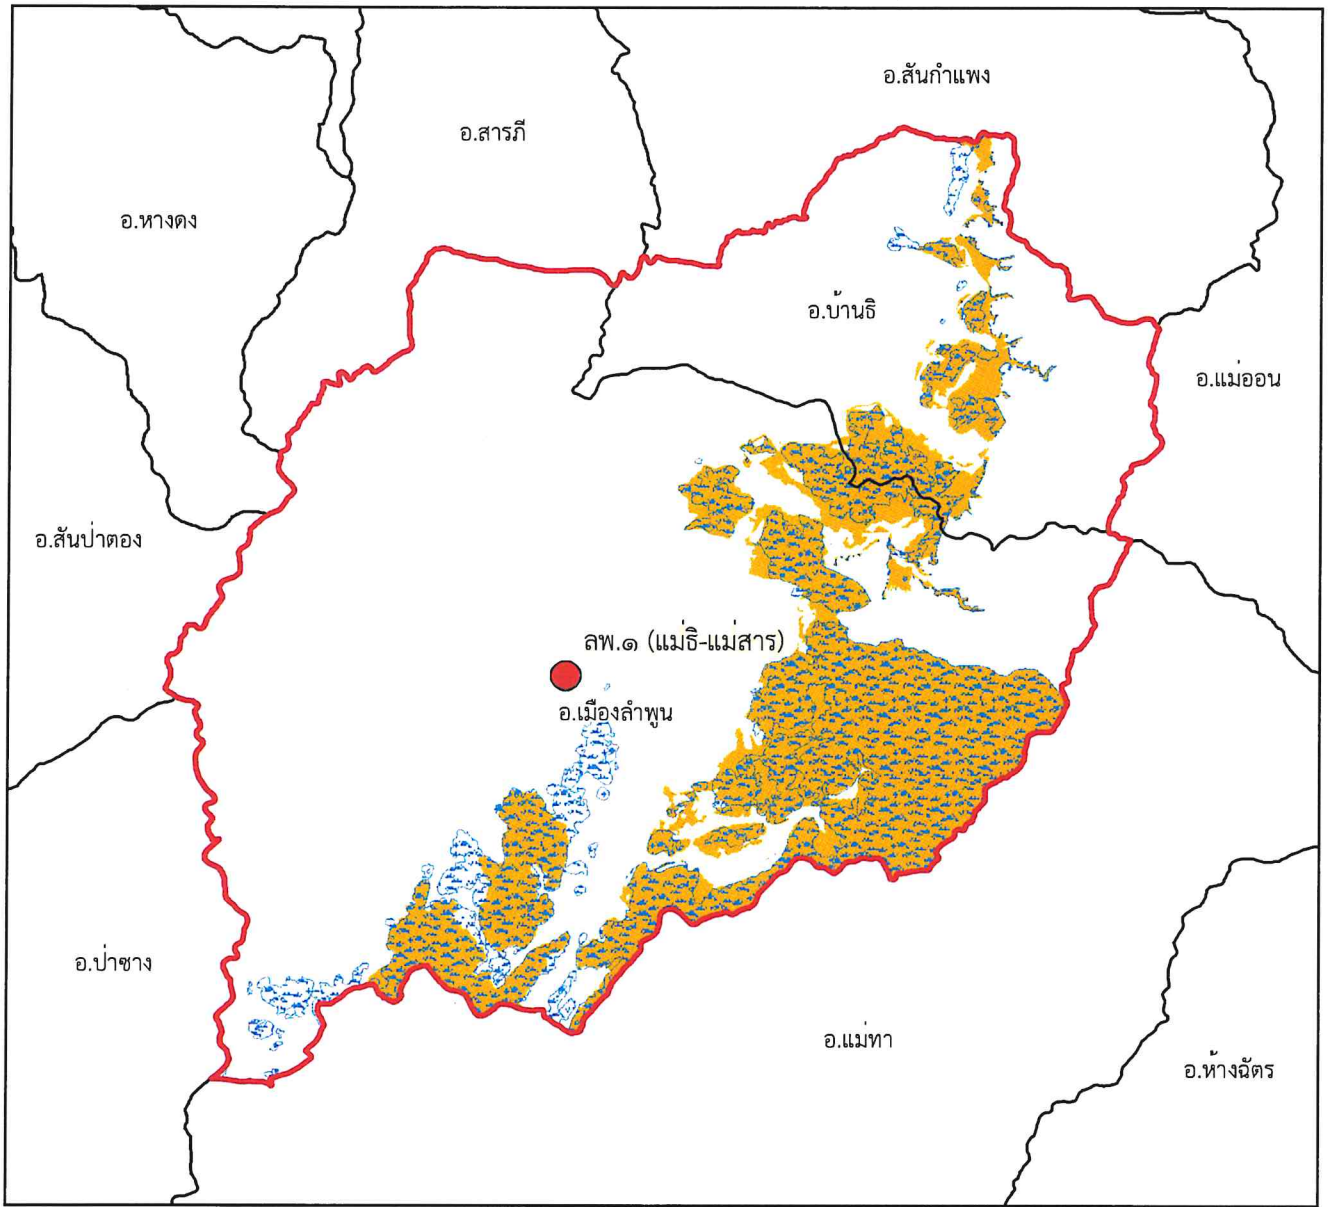 อ.สันกำแพง
อ.สารภี
อ.หางดง
อ.บ้านธิ
อ.แม่ออน
อ.สันป่าตอง
ลพ.๑ (แม่ธิ-แม่สาร)
อ.เมืองลำพูน
อ.ป่าซาง
อ.แม่ทา
อ.ห้างฉัตร